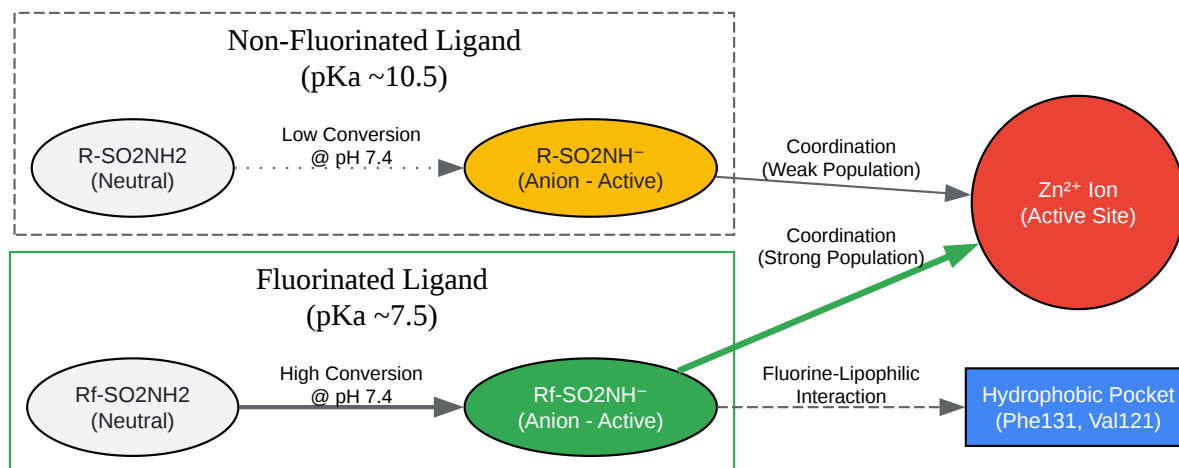 Non-Fluorinated Ligand
(pKa ~10.5)
R-SO2NH2
(Neutral)
Low Conversion
@ pH 7.4
R-SO2NH⁻
(Anion - Active)
Coordination
(Weak Population)
Zn²⁺ Ion
(Active Site)
Coordination
(Strong Population)
Fluorinated Ligand
(pKa ~7.5)
Rf-SO2NH2
(Neutral)
High Conversion
@ pH 7.4
Rf-SO2NH⁻
(Anion - Active)
Fluorine-Lipophilic
Interaction
Hydrophobic Pocket
(Phe131, Val121)